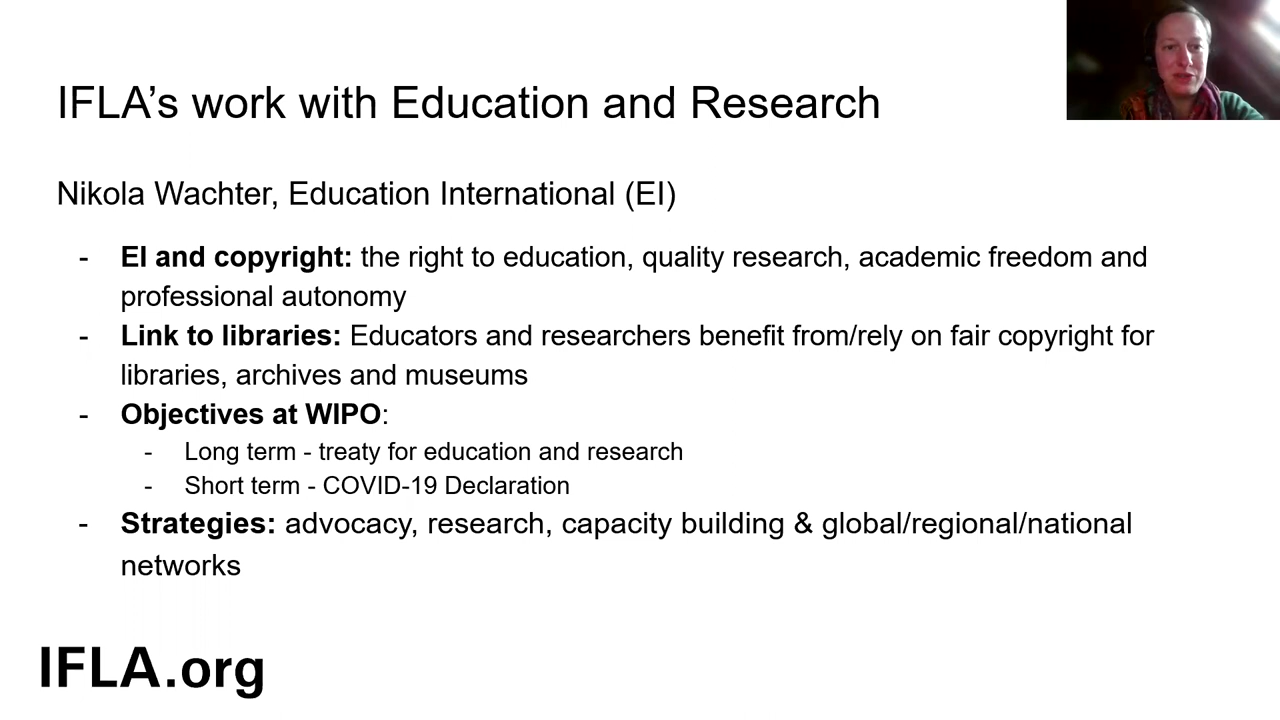 IFLA’s work with Education and Research
Nikola Wachter, Education International (EI)
- EI and copyright: the right to education, quality research, academic freedom and
professional autonomy
- Link to libraries: Educators and researchers benefit from/rely on fair copyright for
libraries, archives and museums
- Objectives at WIPO:
- Long term - treaty for education and research
- Short term - COVID-19 Declaration
- Strategies: advocacy, research, capacity building & global/regional/national
networks
IFLA.org